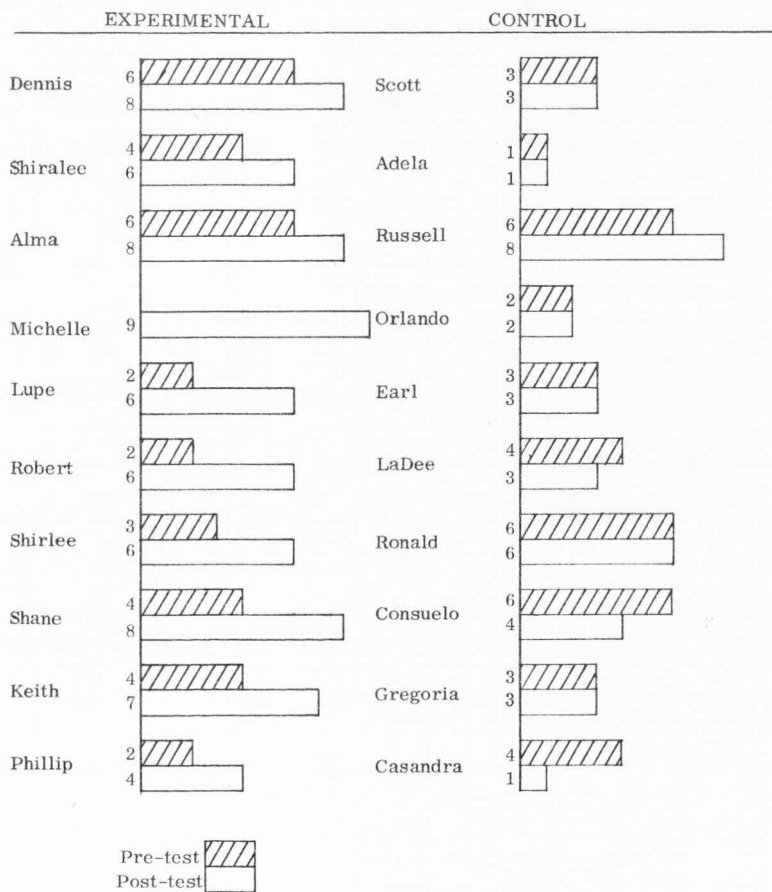 EXPERIMENTAL CONTROL
6
Dennis
8
3
Scott
3
4
Shiralee
6
1
Adela
1
6
Alma
8
6
Russell
8
Michelle 9
2
Orlando
2
2
Lupe
6
3
Earl
3
2
Robert
6
4
LaDee
3
3
Shirlee
6
6
Ronald
6
4
Shane
8
6
Consuelo
4
4
Keith
7
3
Gregoria
3
2
Phillip
4
4
Casandra
1
Pre-test
Post-test